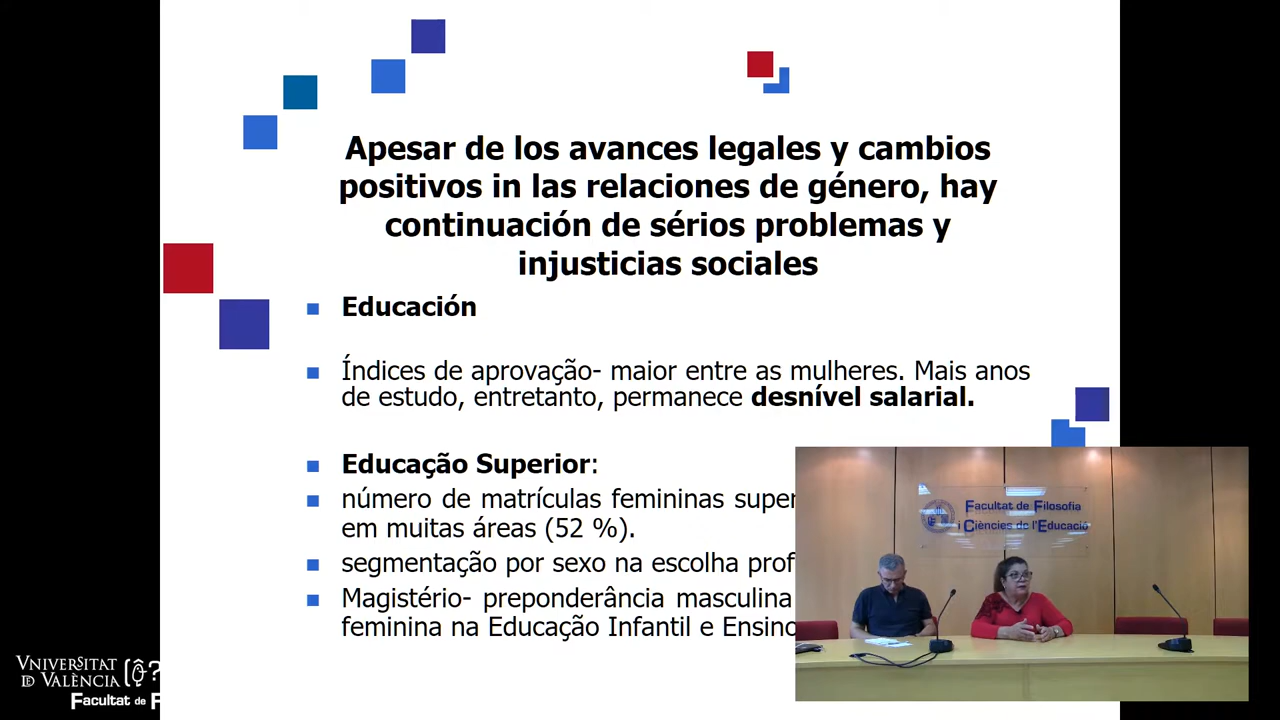 Apesar de los avances legales y cambios
positivos in las relaciones de género, hay
continuación de sérios problemas y
injusticias sociales
Educación
Índices de aprovação- maior entre as mulheres. Mais anos
de estudo, entretanto, permanece desnível salarial.
Educação Superior:
número de matrículas femininas super
em muitas áreas (52 %).
segmentação por sexo na escolha prof
Magistério- preponderância masculina
feminina na Educação Infantil e Ensino
Facultat de Filosofia
i Ciències de l'Educació
VNIVERSITAT
ID VALÈNCIA
Facultat de F